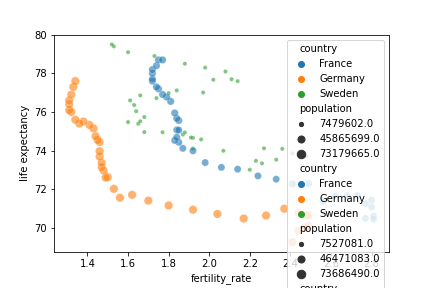 80
78
76
74
72
70
life expectancy
1.4
1.6
1.8
2.0
2.2
2.4
fertility_rate
country
France
Germany
Sweden
population
7479602.0
45865699.0
73179665.0
country
France
Germany
Sweden
population
7527081.0
46471083.0
73686490.0
country